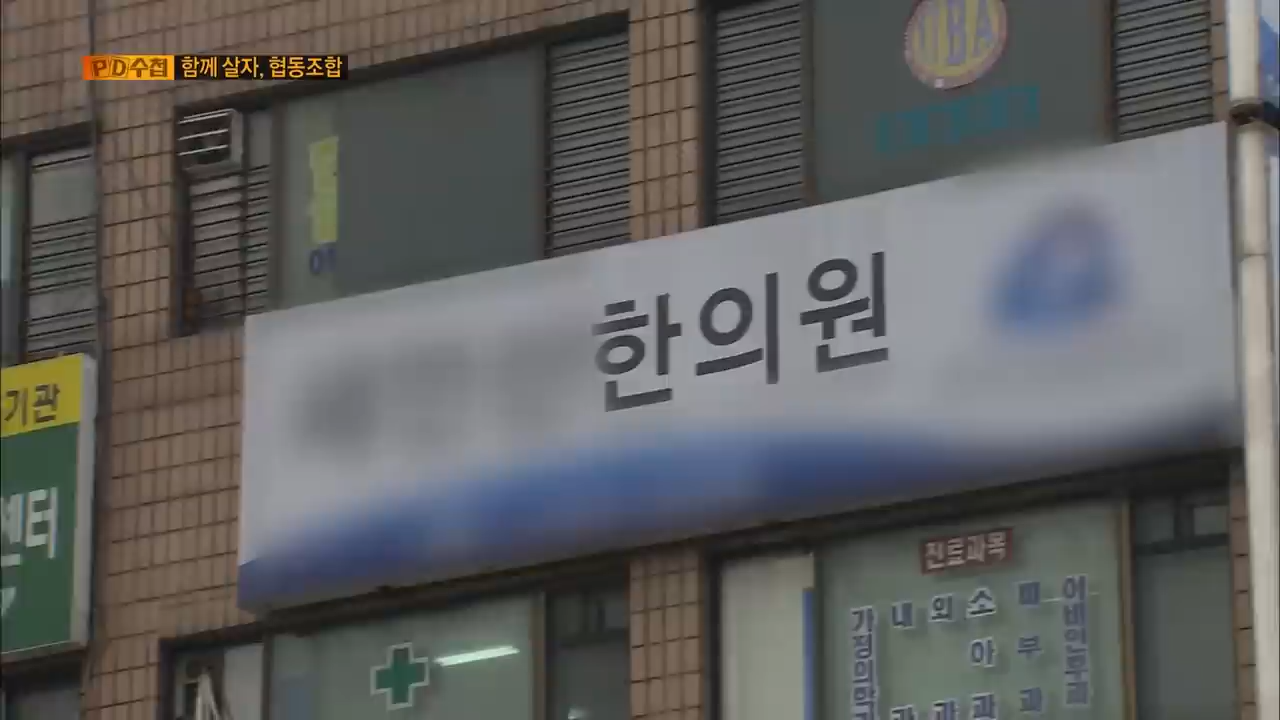 PD수첩 함께 살자, 협동조합
UBA
한의원
기관
센터
진료과목
가정의학과
내과
외과
소아과
피부과
이비인후과